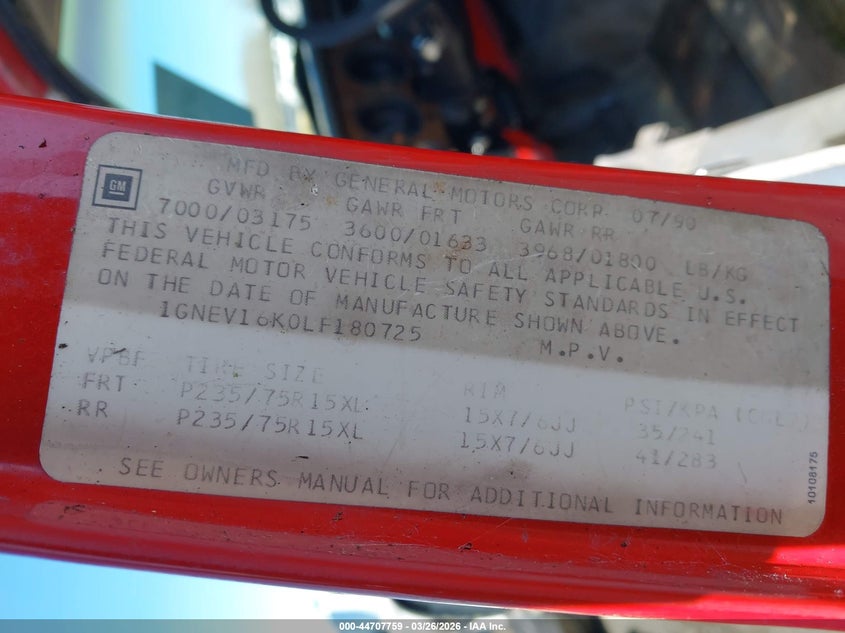 GM
MFD BY GENERAL MOTORS CORP 07/90
GVWR GAWR FRT GAWR RR
7000/03175 3600/01633 3968/01800 LB/KG
THIS VEHICLE CONFORMS TO ALL APPLICABLE U.S.
FEDERAL MOTOR VEHICLE SAFETY STANDARDS IN EFFECT
ON THE DATE OF MANUFACTURE SHOWN ABOVE.
1GNEV16K0LF180725 M.P.V.
VPBF TIRE SIZE RIM PSI/KPA
FRT P235/75R15XL 15X7/6JJ 35/241
RR P235/75R15XL 15X7/6JJ 41/283
SEE OWNERS MANUAL FOR ADDITIONAL INFORMATION
10108175
000-44707759 | 03/26/2026 | IAA Inc.